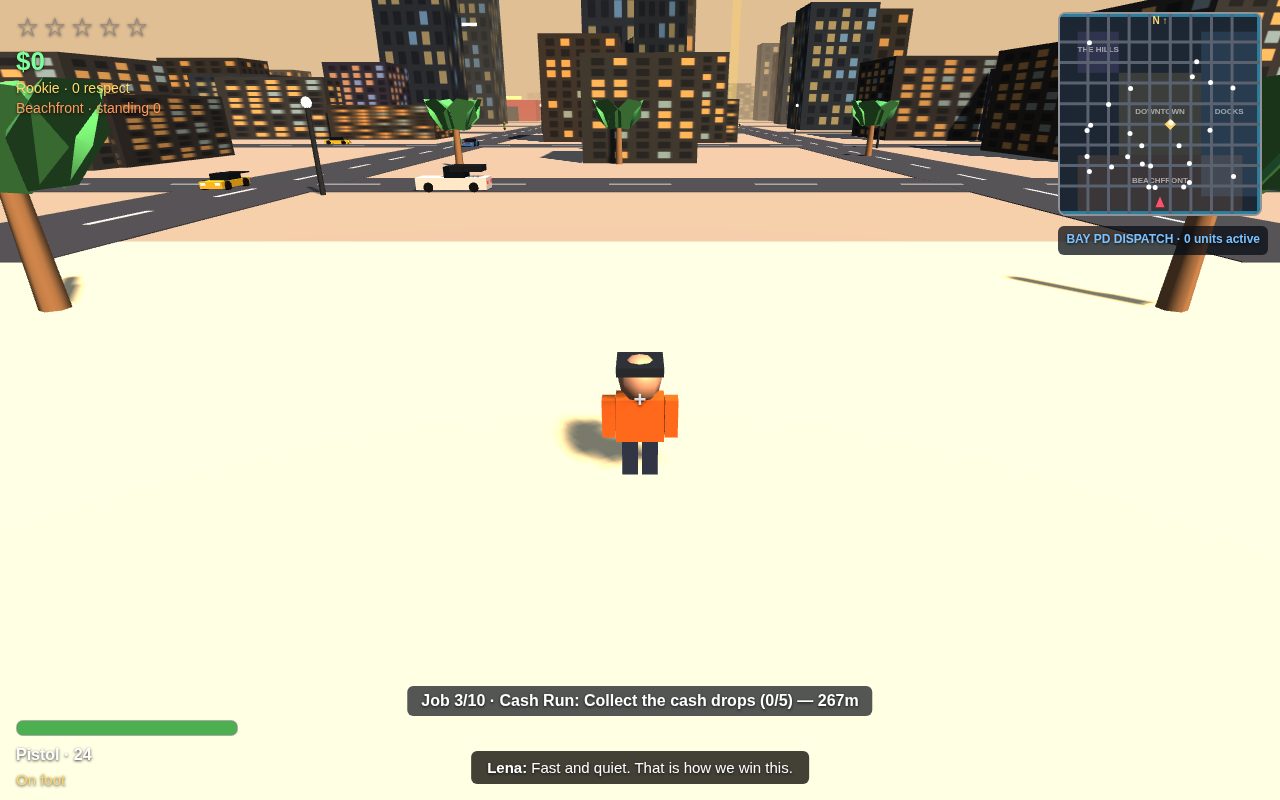 $0
Rookie · 0 respect
Beachfront · standing 0
N ↑
THE HILLS
DOWNTOWN
DOCKS
BEACHFRONT
BAY PD DISPATCH · 0 units active
Job 3/10 · Cash Run: Collect the cash drops (0/5) — 267m
Pistol · 24
On foot
Lena: Fast and quiet. That is how we win this.